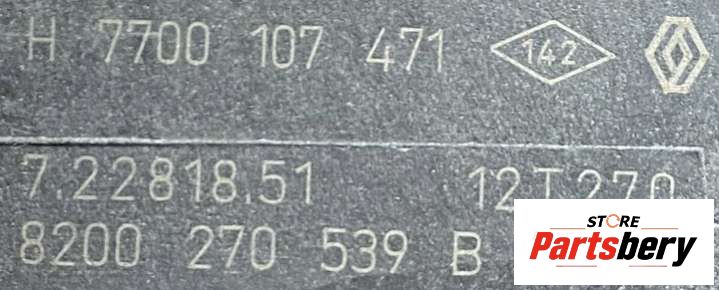 H 7700 107 471 142
7.22818.51 12T270
8200 270 539 B
STORE
Partsbery